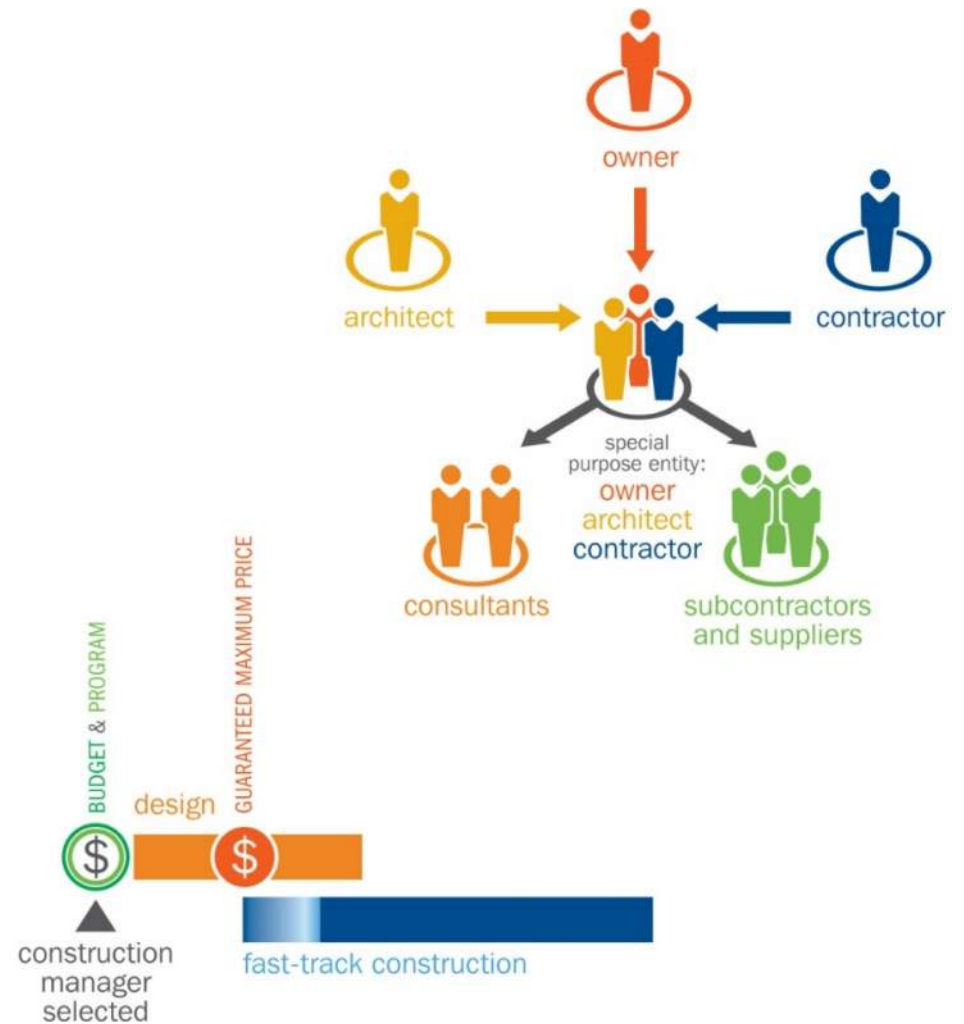 owner
architect
contractor
special
purpose entity:
owner
architect
contractor
consultants
subcontractors
and suppliers
BUDGET & PROGRAM
design
GUARANTEED MAXIMUM PRICE
$
$
construction
manager
selected
fast-track construction